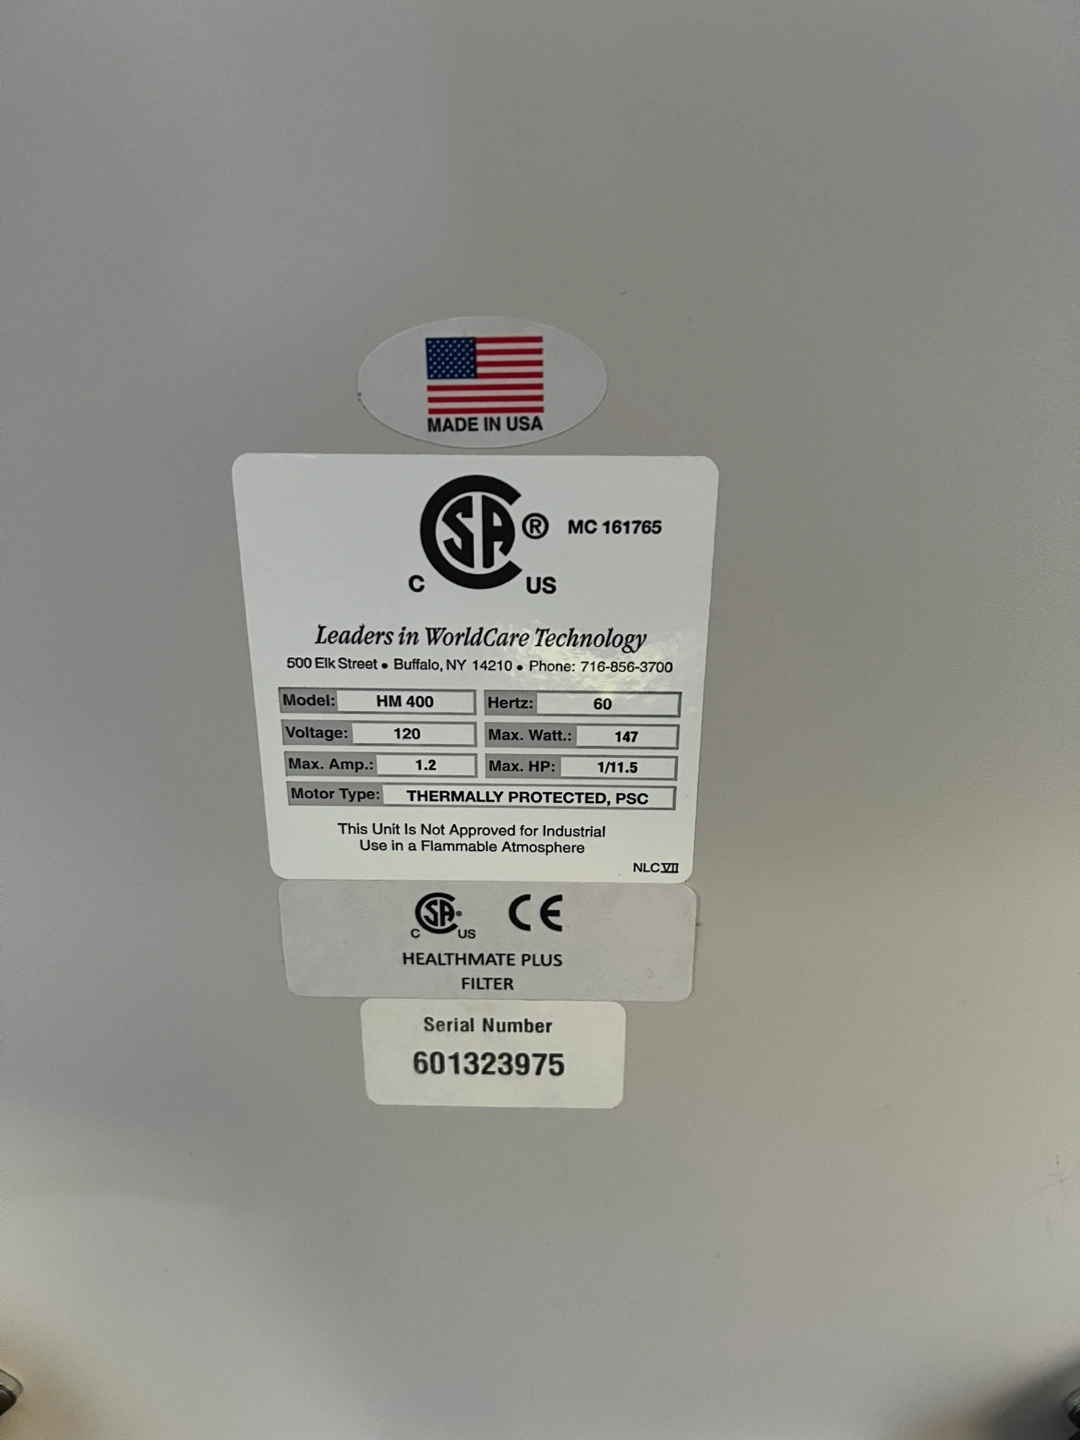 MADE IN USA
CSA ® MC 161765
C US
Leaders in WorldCare Technology
500 Elk Street • Buffalo, NY 14210 • Phone: 716-856-3700
Model: HM 400 Hertz: 60
Voltage: 120 Max. Watt.: 147
Max. Amp.: 1.2 Max. HP: 1/11.5
Motor Type: THERMALLY PROTECTED, PSC
This Unit Is Not Approved for Industrial
Use in a Flammable Atmosphere
NLC VII
CSA CE
C US
HEALTHMATE PLUS
FILTER
Serial Number
601323975